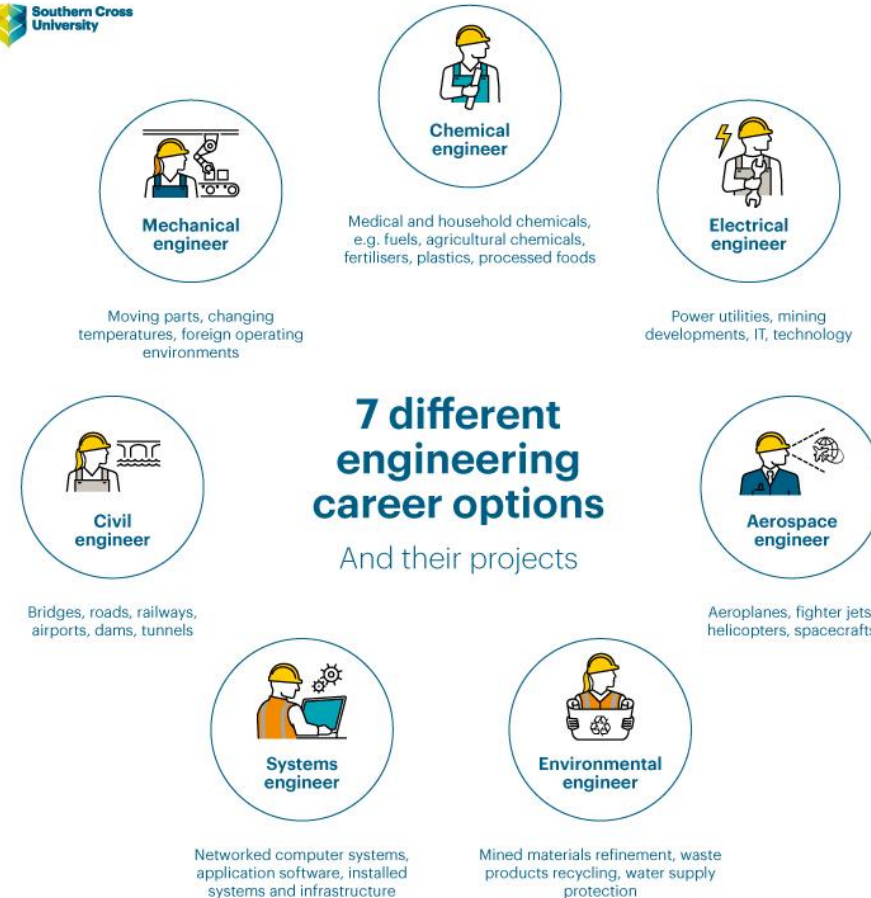 Southern Cross
University
Chemical
engineer
Medical and household chemicals,
e.g. fuels, agricultural chemicals,
fertilisers, plastics, processed foods
Mechanical
engineer
Moving parts, changing
temperatures, foreign operating
environments
Electrical
engineer
Power utilities, mining
developments, IT, technology
7 different
engineering
career options
And their projects
Civil
engineer
Bridges, roads, railways,
airports, dams, tunnels
Aerospace
engineer
Aeroplanes, fighter jets
helicopters, spacecrafts
Systems
engineer
Networked computer systems,
application software, installed
systems and infrastructure
Environmental
engineer
Mined materials refinement, waste
products recycling, water supply
protection